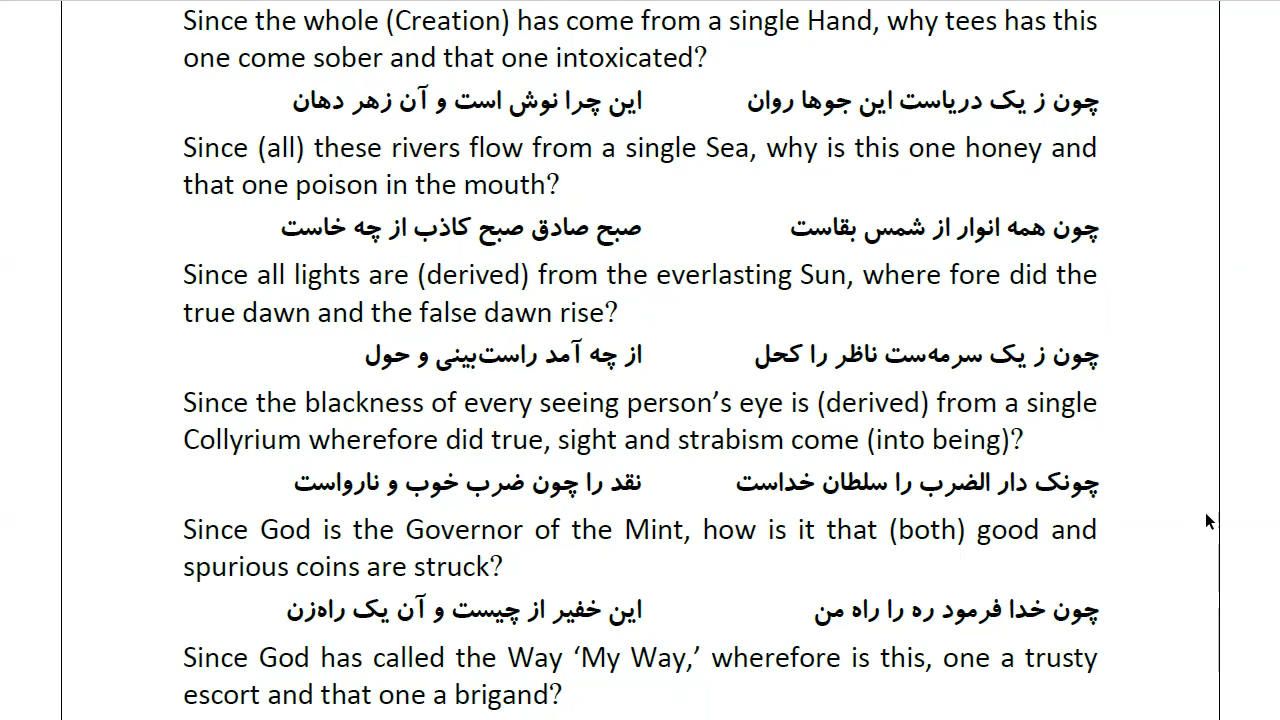 Since the whole (Creation) has come from a single Hand, why tees has this
one come sober and that one intoxicated?
چون ز یک دریاست این جوها روان این چرا نوش است و آن زهر دهان
Since (all) these rivers flow from a single Sea, why is this one honey and
that one poison in the mouth?
چون همه انوار از شمس بقاست صبح صادق صبح کاذب از چه خاست
Since all lights are (derived) from the everlasting Sun, where fore did the
true dawn and the false dawn rise?
چون ز یک سرمه‌ست ناظر را کحل از چه آمد راست‌بینی و حول
Since the blackness of every seeing person’s eye is (derived) from a single
Collyrium wherefore did true, sight and strabism come (into being)?
چونک دار الضرب را سلطان خداست نقد را چون ضرب خوب و نارواست
Since God is the Governor of the Mint, how is it that (both) good and
spurious coins are struck?
چون خدا فرمود ره را راه من این خفیر از چیست و آن یک راه‌زن
Since God has called the Way ‘My Way,’ wherefore is this, one a trusty
escort and that one a brigand?